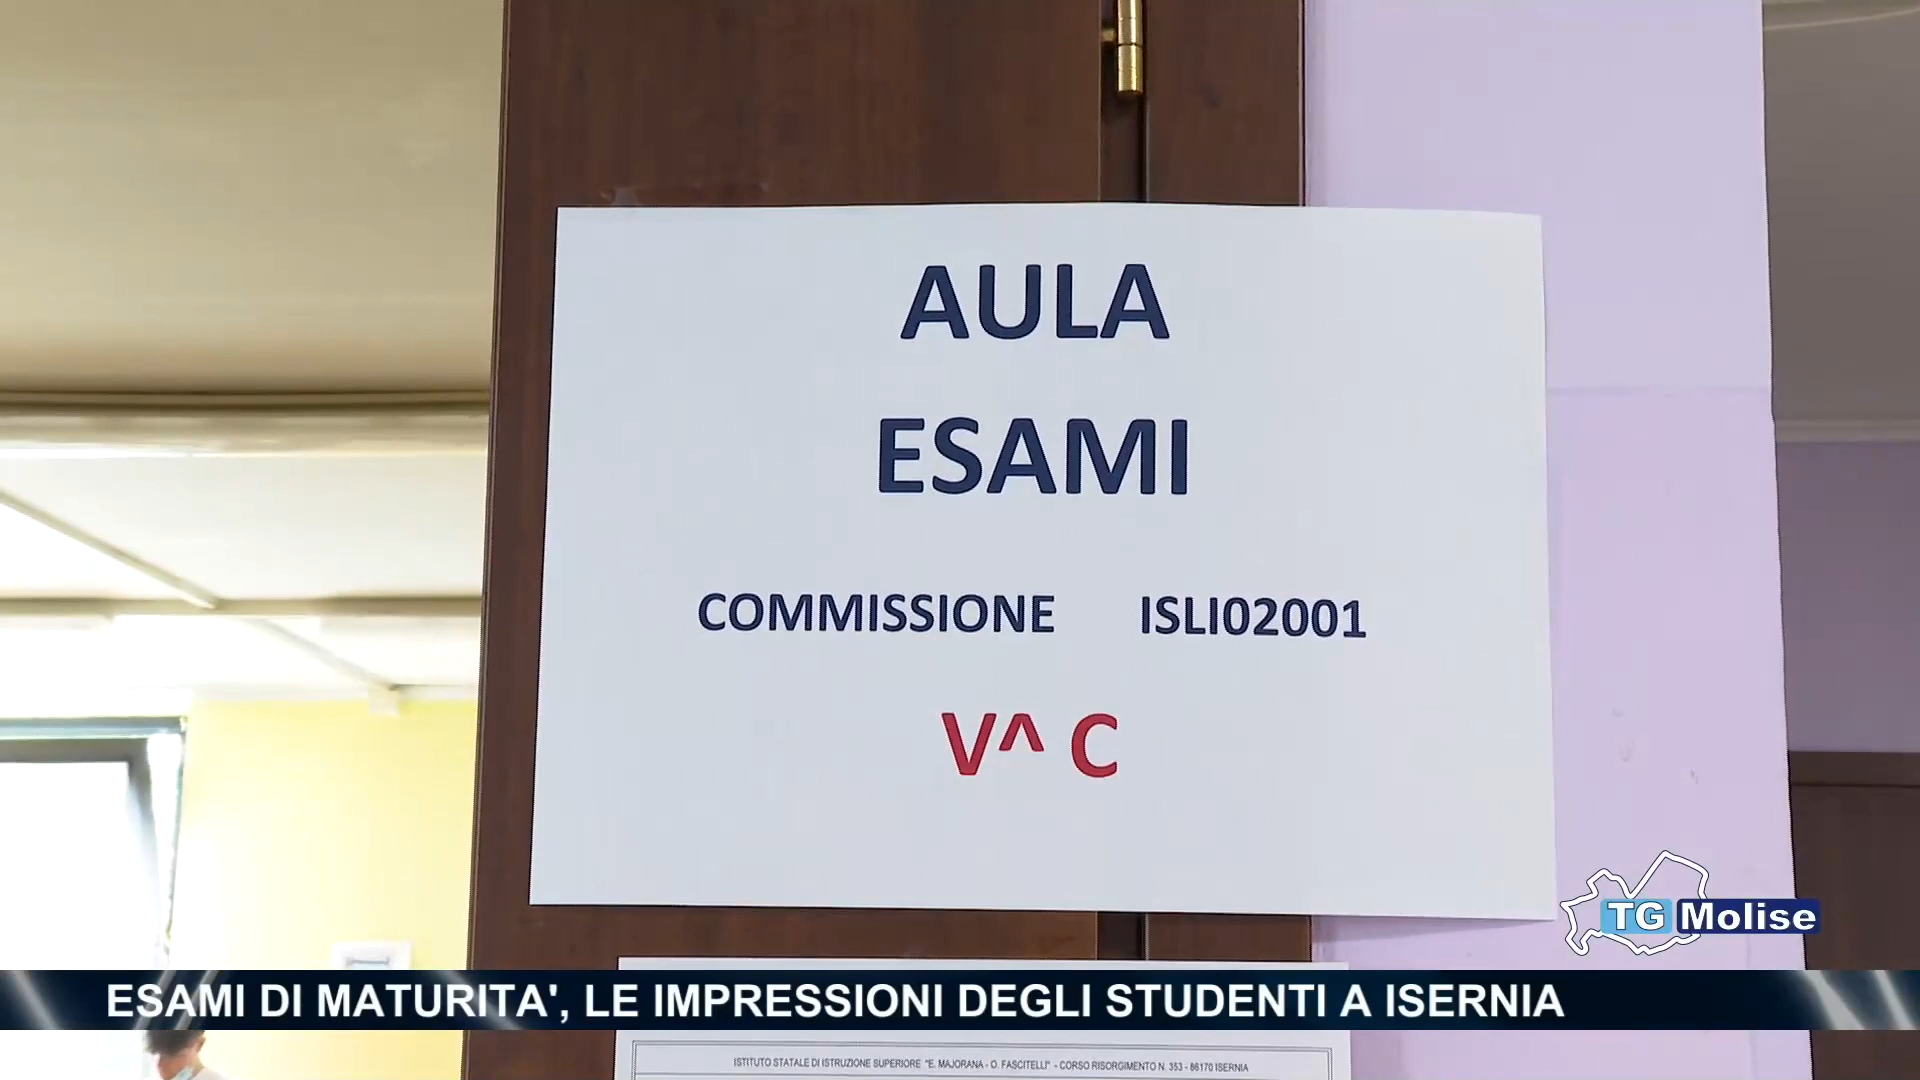 AULA
ESAMI
COMMISSIONE ISLI02001
V^ C
TG Molise
ESAMI DI MATURITA', LE IMPRESSIONI DEGLI STUDENTI A ISERNIA
ISTITUTO STATALE DI ISTRUZIONE SUPERIORE "E. MAJORANA - O. FASCITELLI" - CORSO RISORGIMENTO N. 353 - 86170 ISERNIA